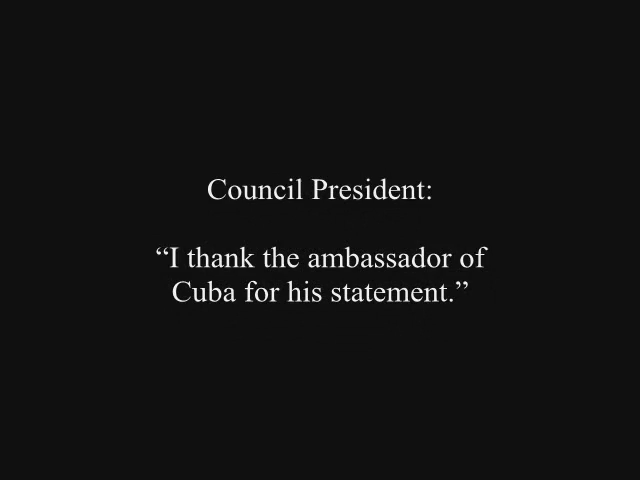 Council President:
“I thank the ambassador of
Cuba for his statement.”